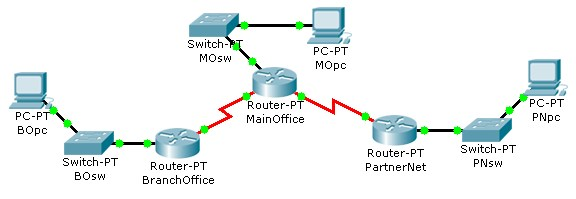 Switch-PT
MOsw
PC-PT
MOpc
Router-PT
MainOffice
PC-PT
BOpc
Switch-PT
BOsw
Router-PT
BranchOffice
Router-PT
PartnerNet
Switch-PT
PNsw
PC-PT
PNpc